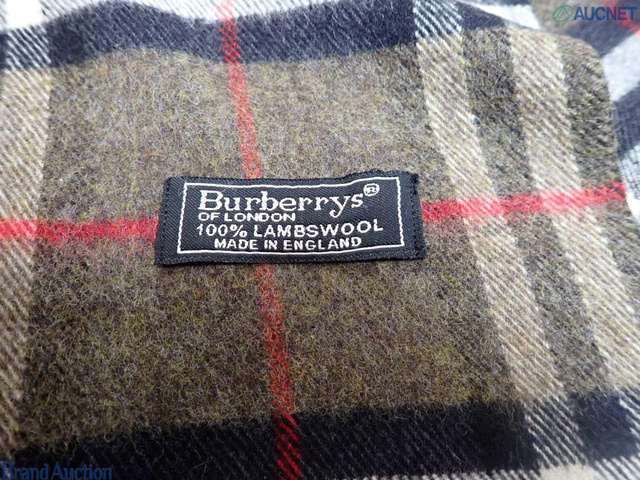 AUCNET
Burberrys®
OF LONDON
100% LAMBSWOOL
MADE IN ENGLAND
Brand Auction